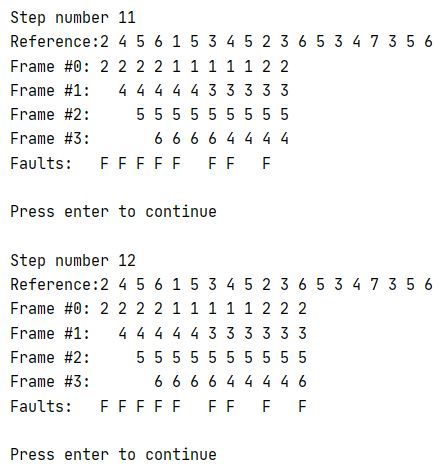 Step number 11
Reference:2 4 5 6 1 5 3 4 5 2 3 6 5 3 4 7 3 5 6
Frame #0: 2 2 2 2 1 1 1 1 1 2 2
Frame #1:   4 4 4 4 4 3 3 3 3 3
Frame #2:     5 5 5 5 5 5 5 5 5
Frame #3:       6 6 6 6 4 4 4 4
Faults:   F F F F F   F F   F

Press enter to continue

Step number 12
Reference:2 4 5 6 1 5 3 4 5 2 3 6 5 3 4 7 3 5 6
Frame #0: 2 2 2 2 1 1 1 1 1 2 2 2
Frame #1:   4 4 4 4 4 3 3 3 3 3 3
Frame #2:     5 5 5 5 5 5 5 5 5 5
Frame #3:       6 6 6 6 4 4 4 4 6
Faults:   F F F F F   F F   F   F

Press enter to continue